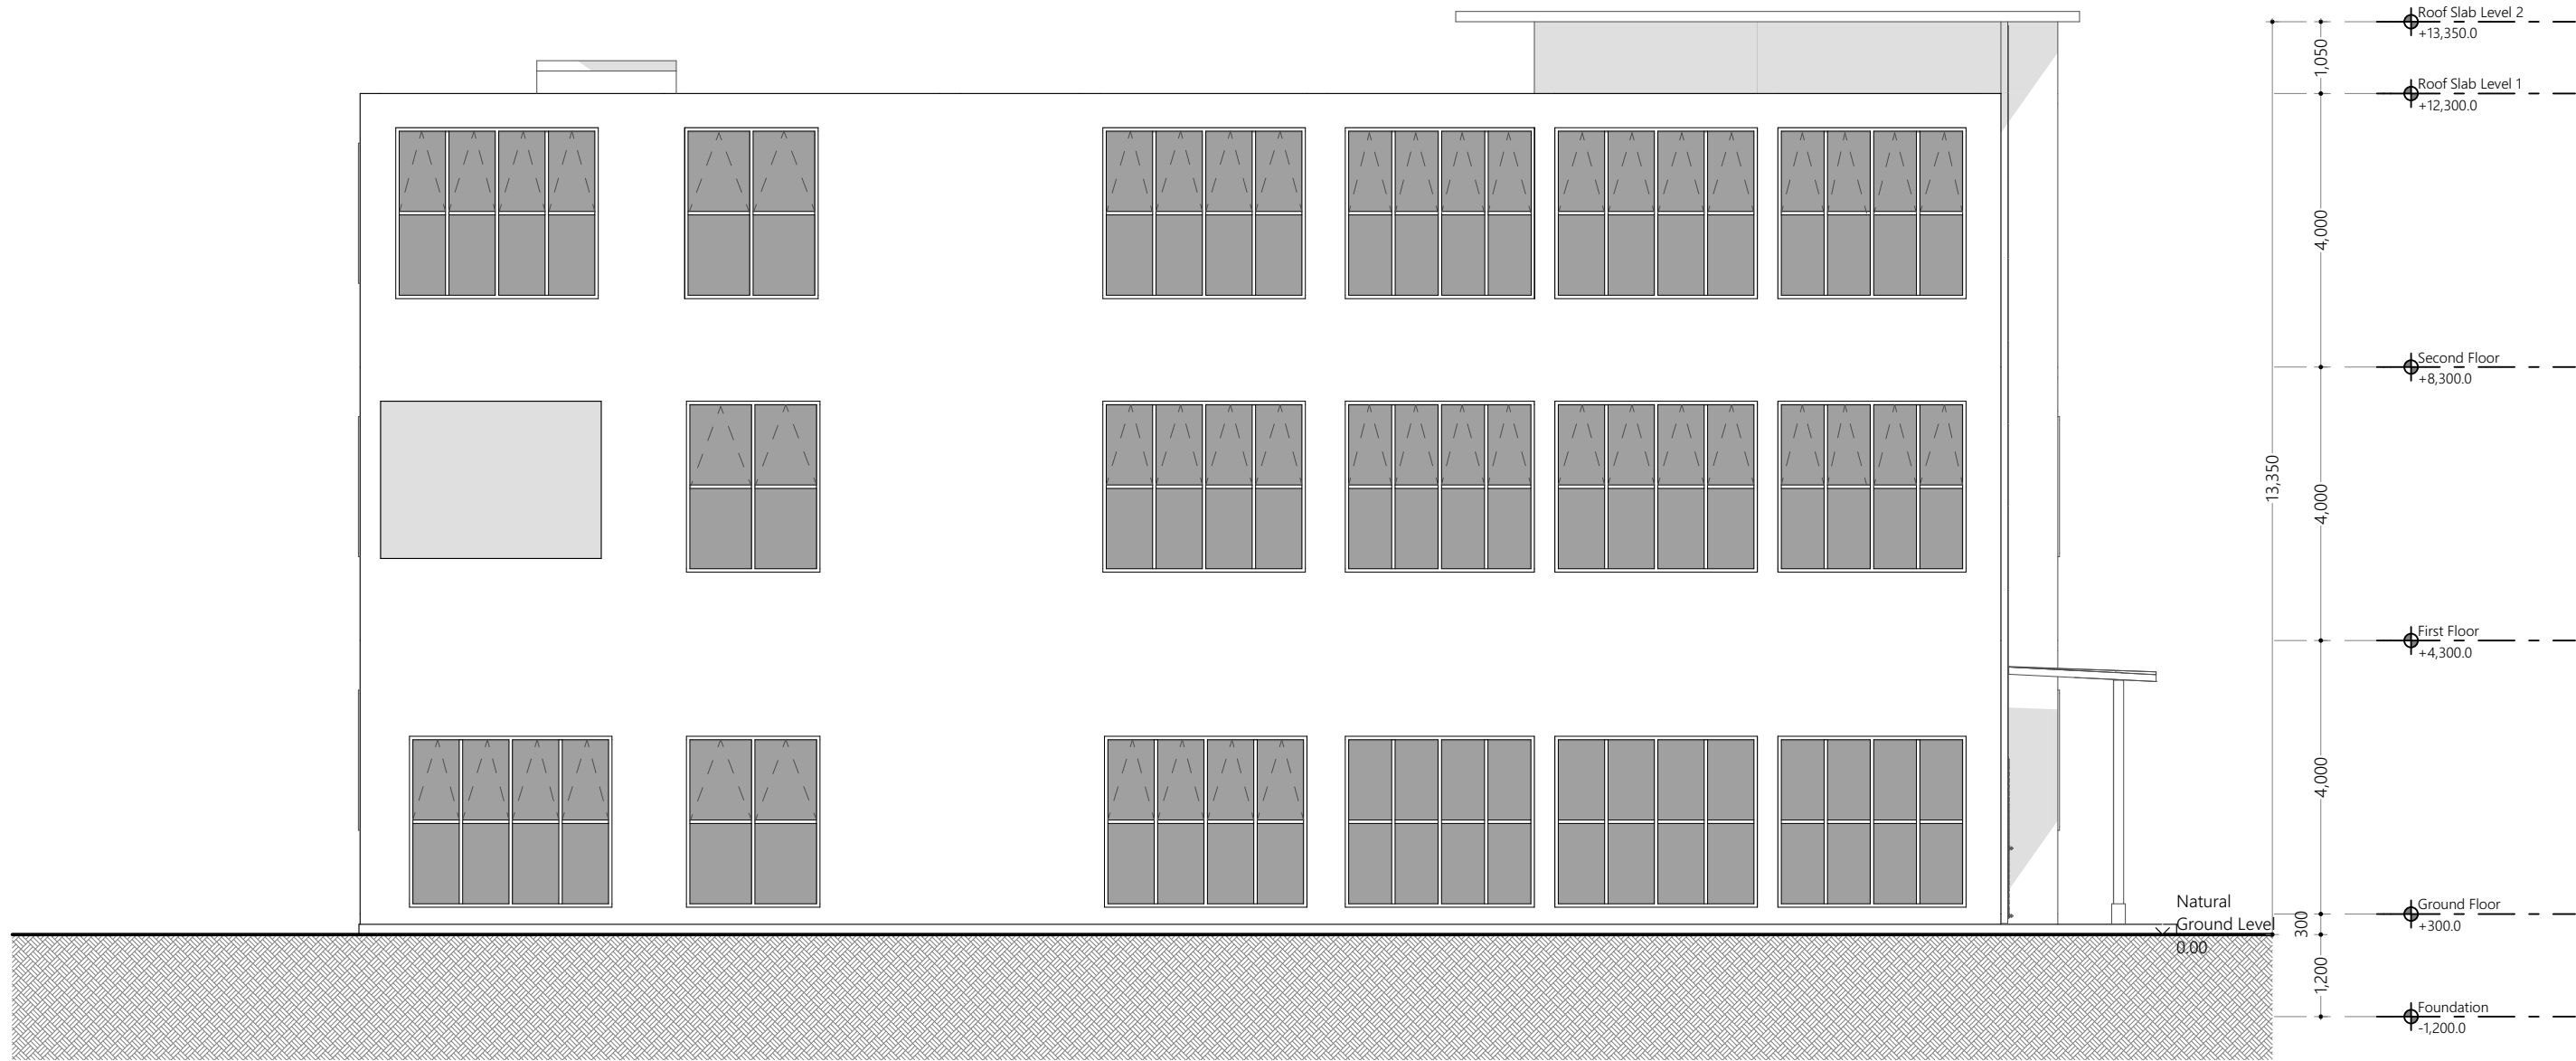 Roof Slab Level 2
+13,350.0
1,050
Roof Slab Level 1
+12,300.0
4,000
Second Floor
+8,300.0
13,350
4,000
First Floor
+4,300.0
4,000
Natural
Ground Level
0.00
300
Ground Floor
+300.0
1,200
Foundation
-1,200.0